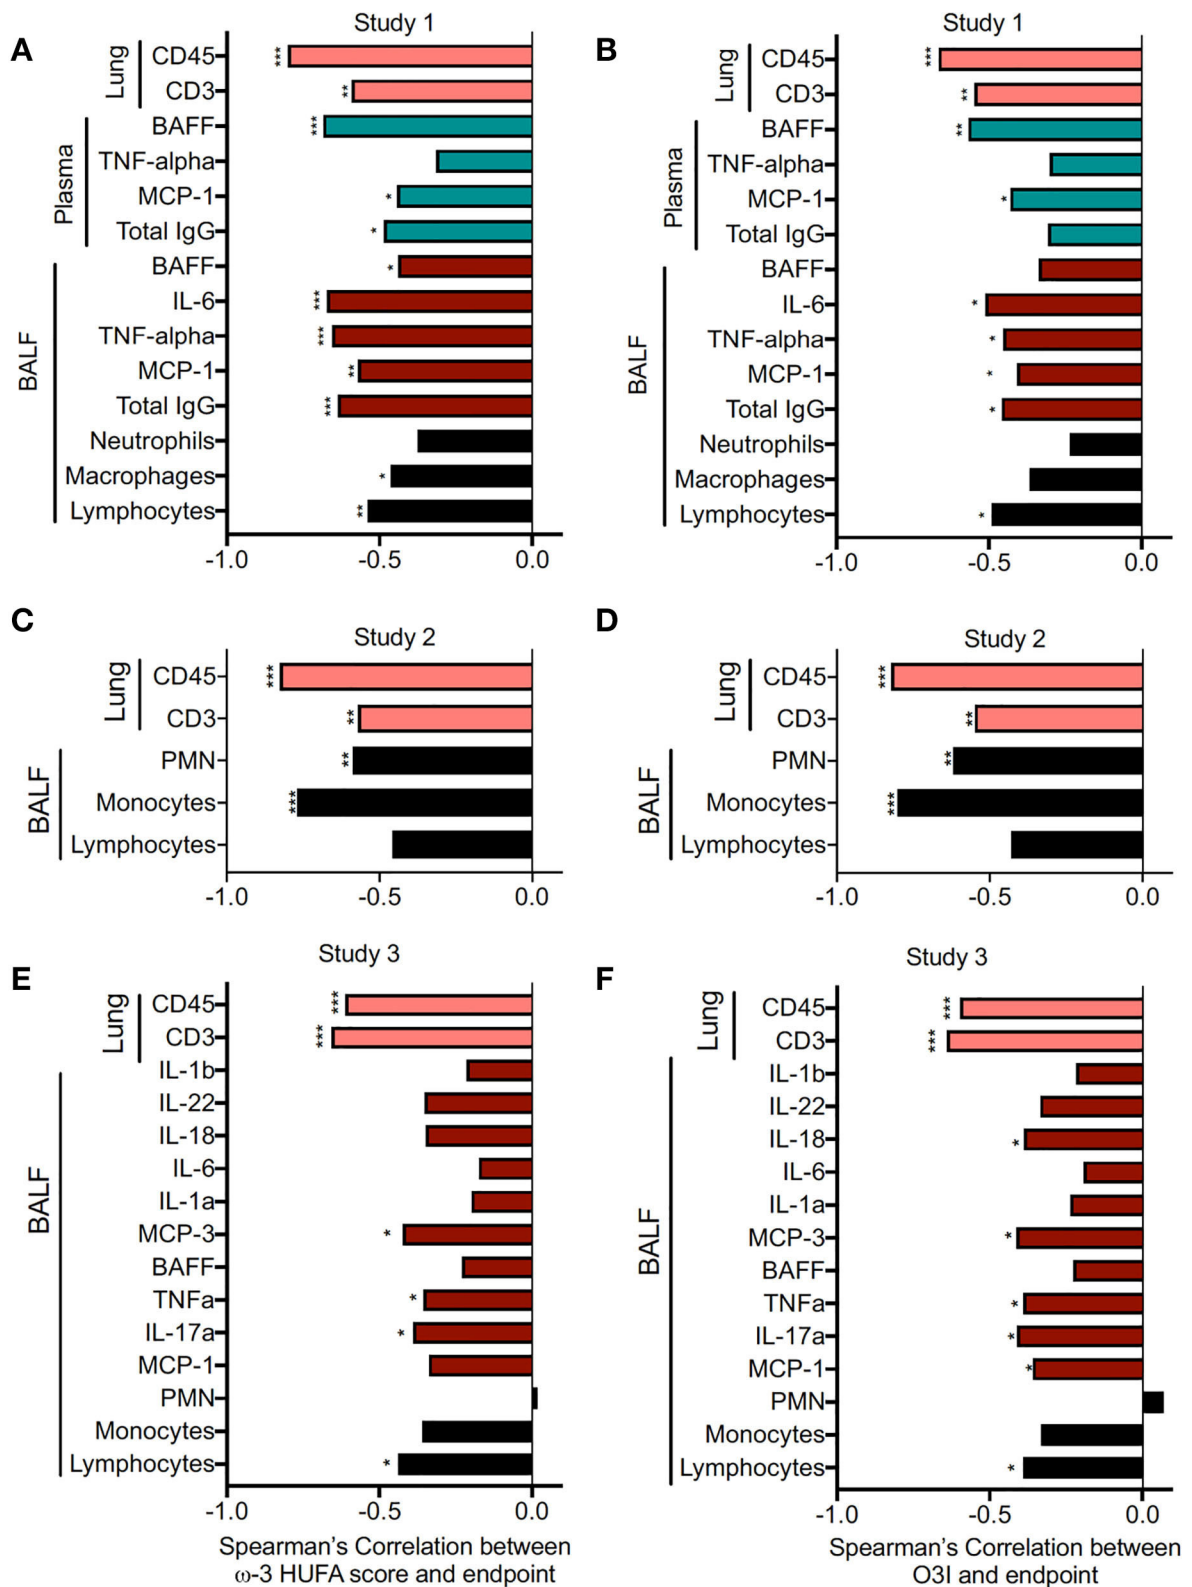 A
Study 1
Lung
CD45
***
CD3
**
Plasma
BAFF
***
TNF-alpha
MCP-1
*
Total IgG
*
BALF
BAFF
*
IL-6
***
TNF-alpha
***
MCP-1
**
Total IgG
***
Neutrophils
Macrophages
*
Lymphocytes
**
-1.0 -0.5 0.0
B
Study 1
Lung
CD45
***
CD3
**
Plasma
BAFF
**
TNF-alpha
MCP-1
*
Total IgG
BALF
BAFF
IL-6
*
TNF-alpha
*
MCP-1
*
Total IgG
*
Neutrophils
Macrophages
Lymphocytes
*
-1.0 -0.5 0.0
C
Study 2
Lung
CD45
***
CD3
**
BALF
PMN
**
Monocytes
***
Lymphocytes
-1.0 -0.5 0.0
D
Study 2
Lung
CD45
***
CD3
**
BALF
PMN
**
Monocytes
***
Lymphocytes
-1.0 -0.5 0.0
E
Study 3
Lung
CD45
***
CD3
***
BALF
IL-1b
IL-22
IL-18
IL-6
IL-1a
MCP-3
*
BAFF
TNFa
*
IL-17a
*
MCP-1
PMN
Monocytes
Lymphocytes
*
-1.0 -0.5 0.0
Spearman's Correlation between
ω-3 HUFA score and endpoint
F
Study 3
Lung
CD45
***
CD3
***
BALF
IL-1b
IL-22
IL-18
*
IL-6
IL-1a
MCP-3
*
BAFF
TNFa
*
IL-17a
*
MCP-1
*
PMN
Monocytes
Lymphocytes
*
-1.0 -0.5 0.0
Spearman's Correlation between
O3I and endpoint